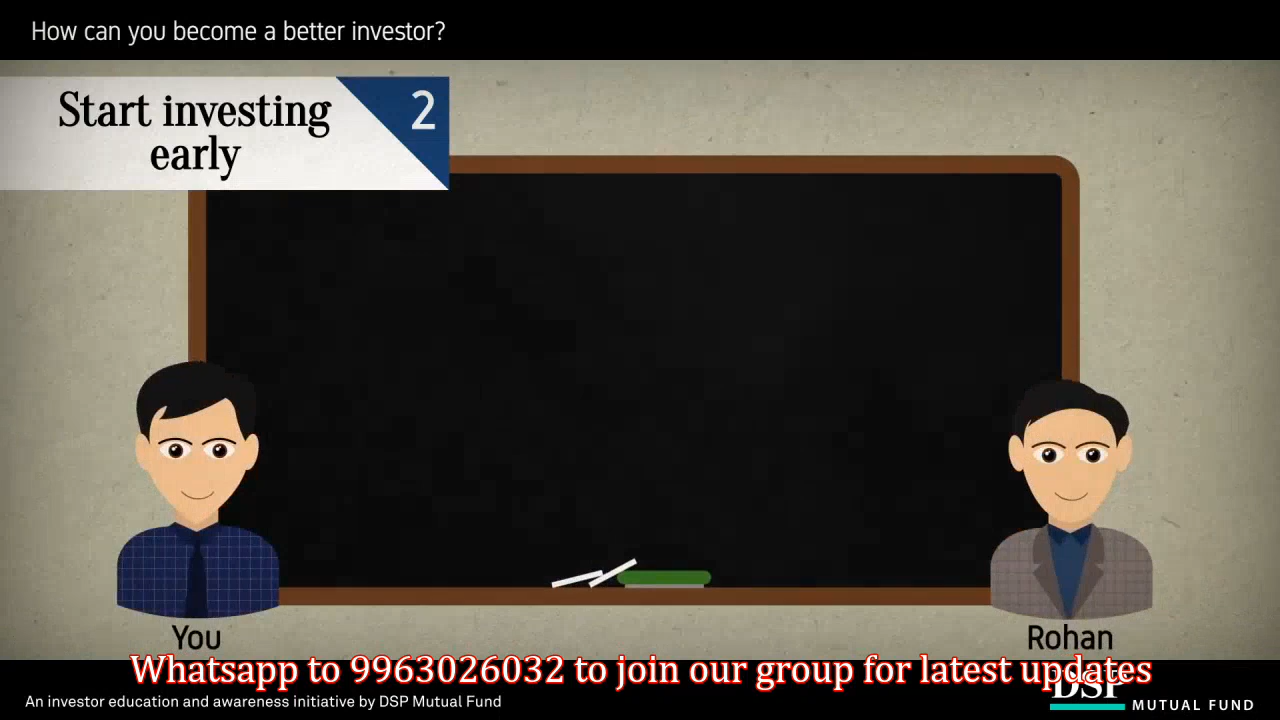 How can you become a better investor?
Start investing
early
2
You
Rohan
Whatsapp to 9963026032 to join our group for latest updates
An investor education and awareness initiative by DSP Mutual Fund
DSP
MUTUAL FUND